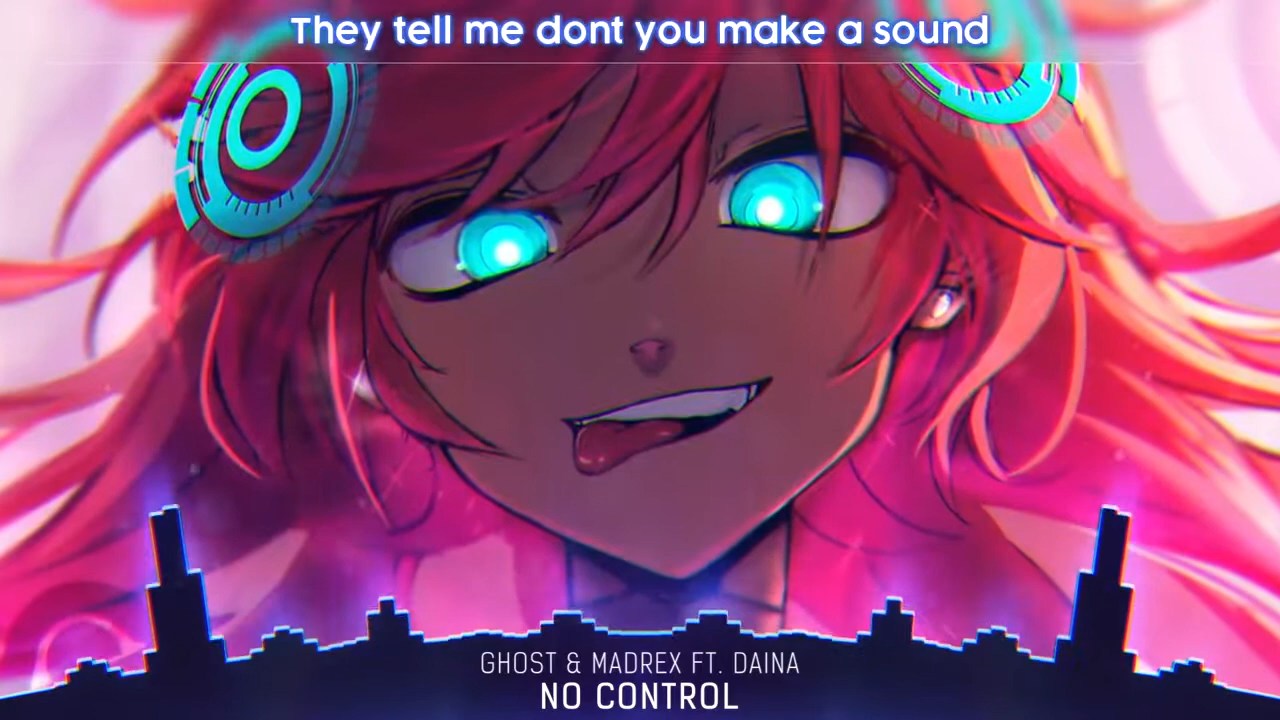 They tell me dont you make a sound
GHOST & MADREX FT. DAINA
NO CONTROL